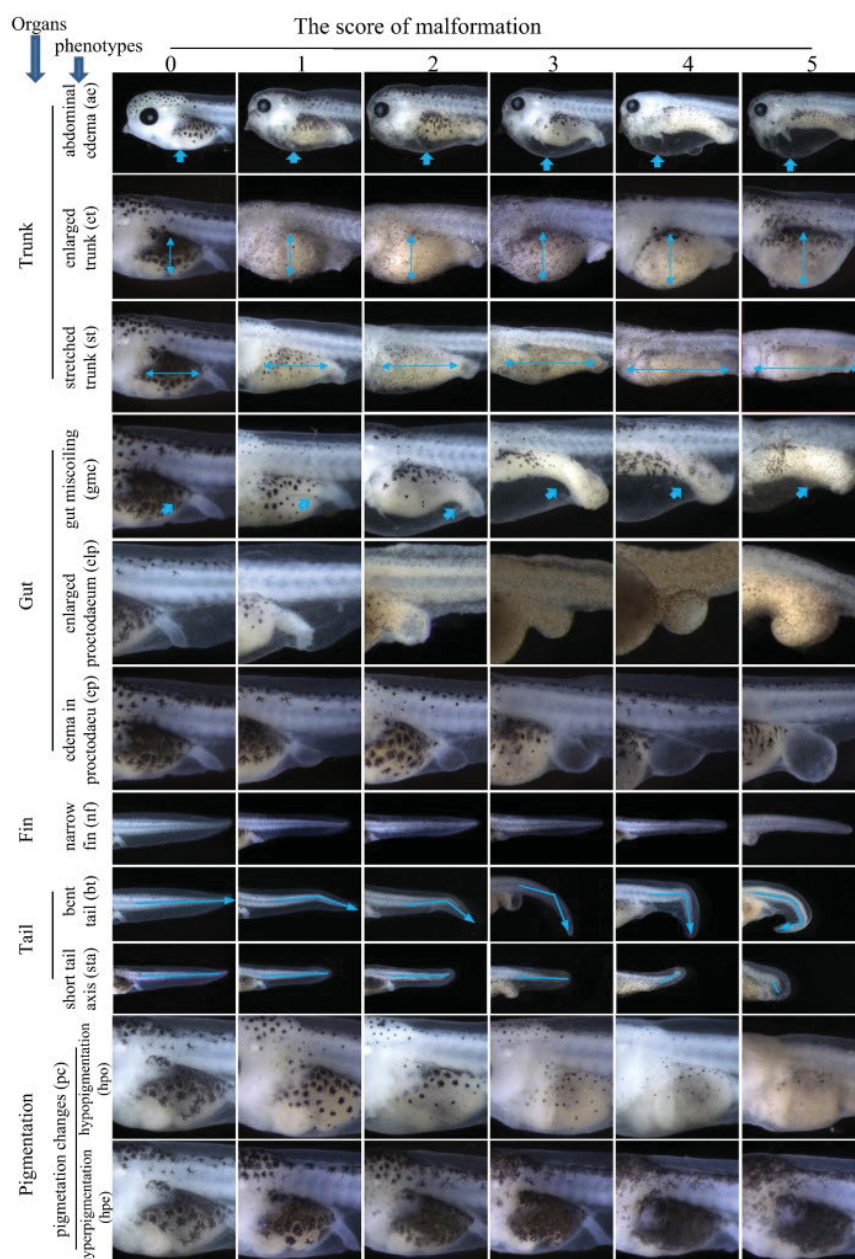 Organs
phenotypes
The score of malformation
0 1 2 3 4 5
Trunk
abdominal
edema (ae)
enlarged
trunk (et)
stretched
trunk (st)
Gut
gut miscoiling
(gmc)
enlarged
proctodaeum (elp)
edema in
proctodaeu (ep)
Fin
narrow
fin (nf)
Tail
bent
tail (bt)
short tail
axis (sta)
Pigmentation
pigmetation changes (pc)
hypopigmentation
(hpo)
yperpigmentation
(hpe)